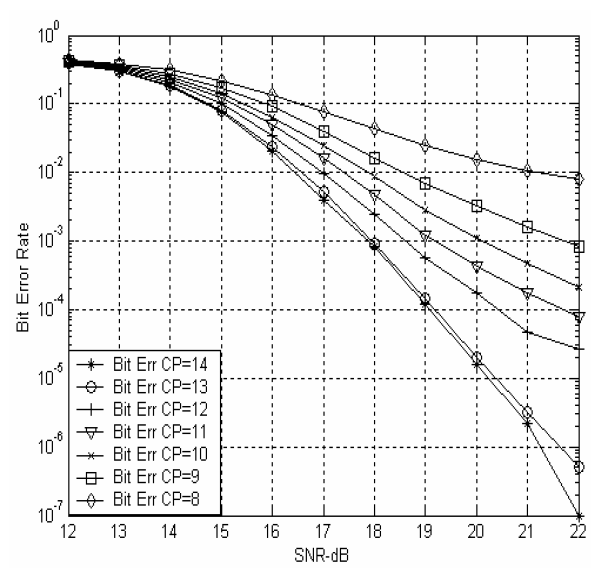 10^0
10^-1
10^-2
10^-3
10^-4
10^-5
10^-6
10^-7
Bit Error Rate
Bit Err CP=14
Bit Err CP=13
Bit Err CP=12
Bit Err CP=11
Bit Err CP=10
Bit Err CP=9
Bit Err CP=8
12 13 14 15 16 17 18 19 20 21 22
SNR-dB